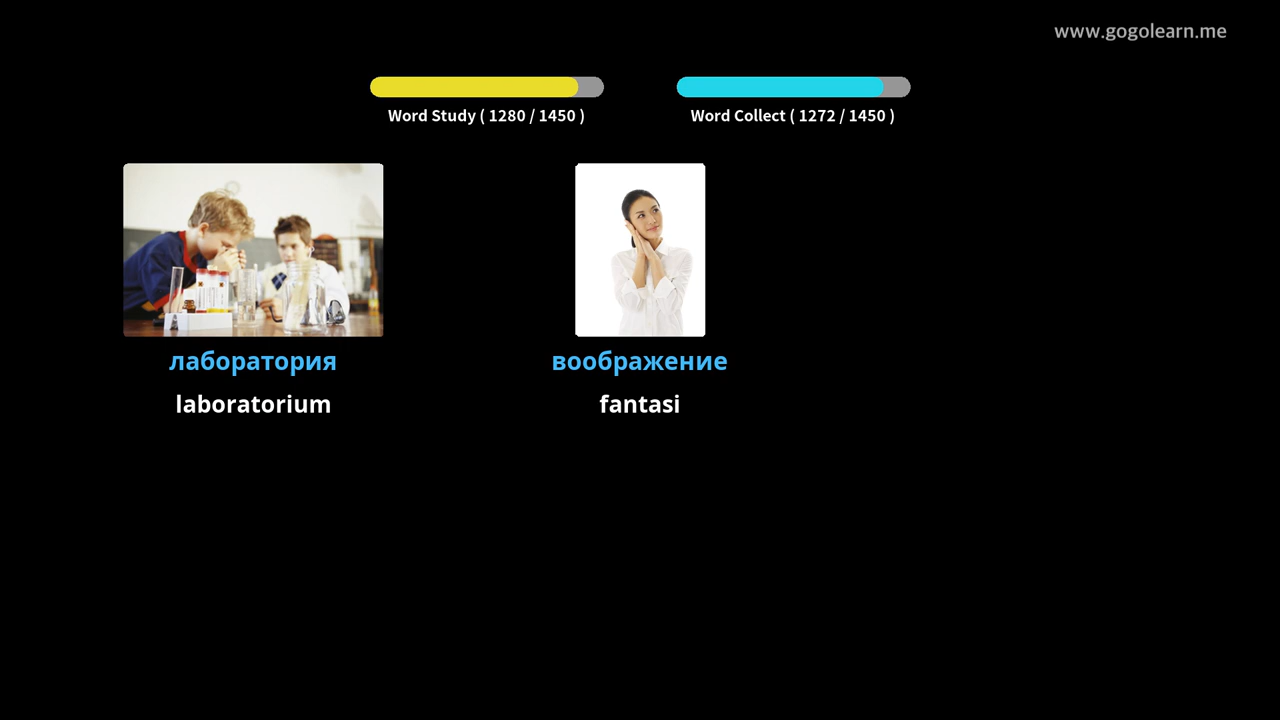 www.gogolearn.me
Word Study ( 1280 / 1450 )
Word Collect ( 1272 / 1450 )
лаборатория
laboratorium
воображение
fantasi